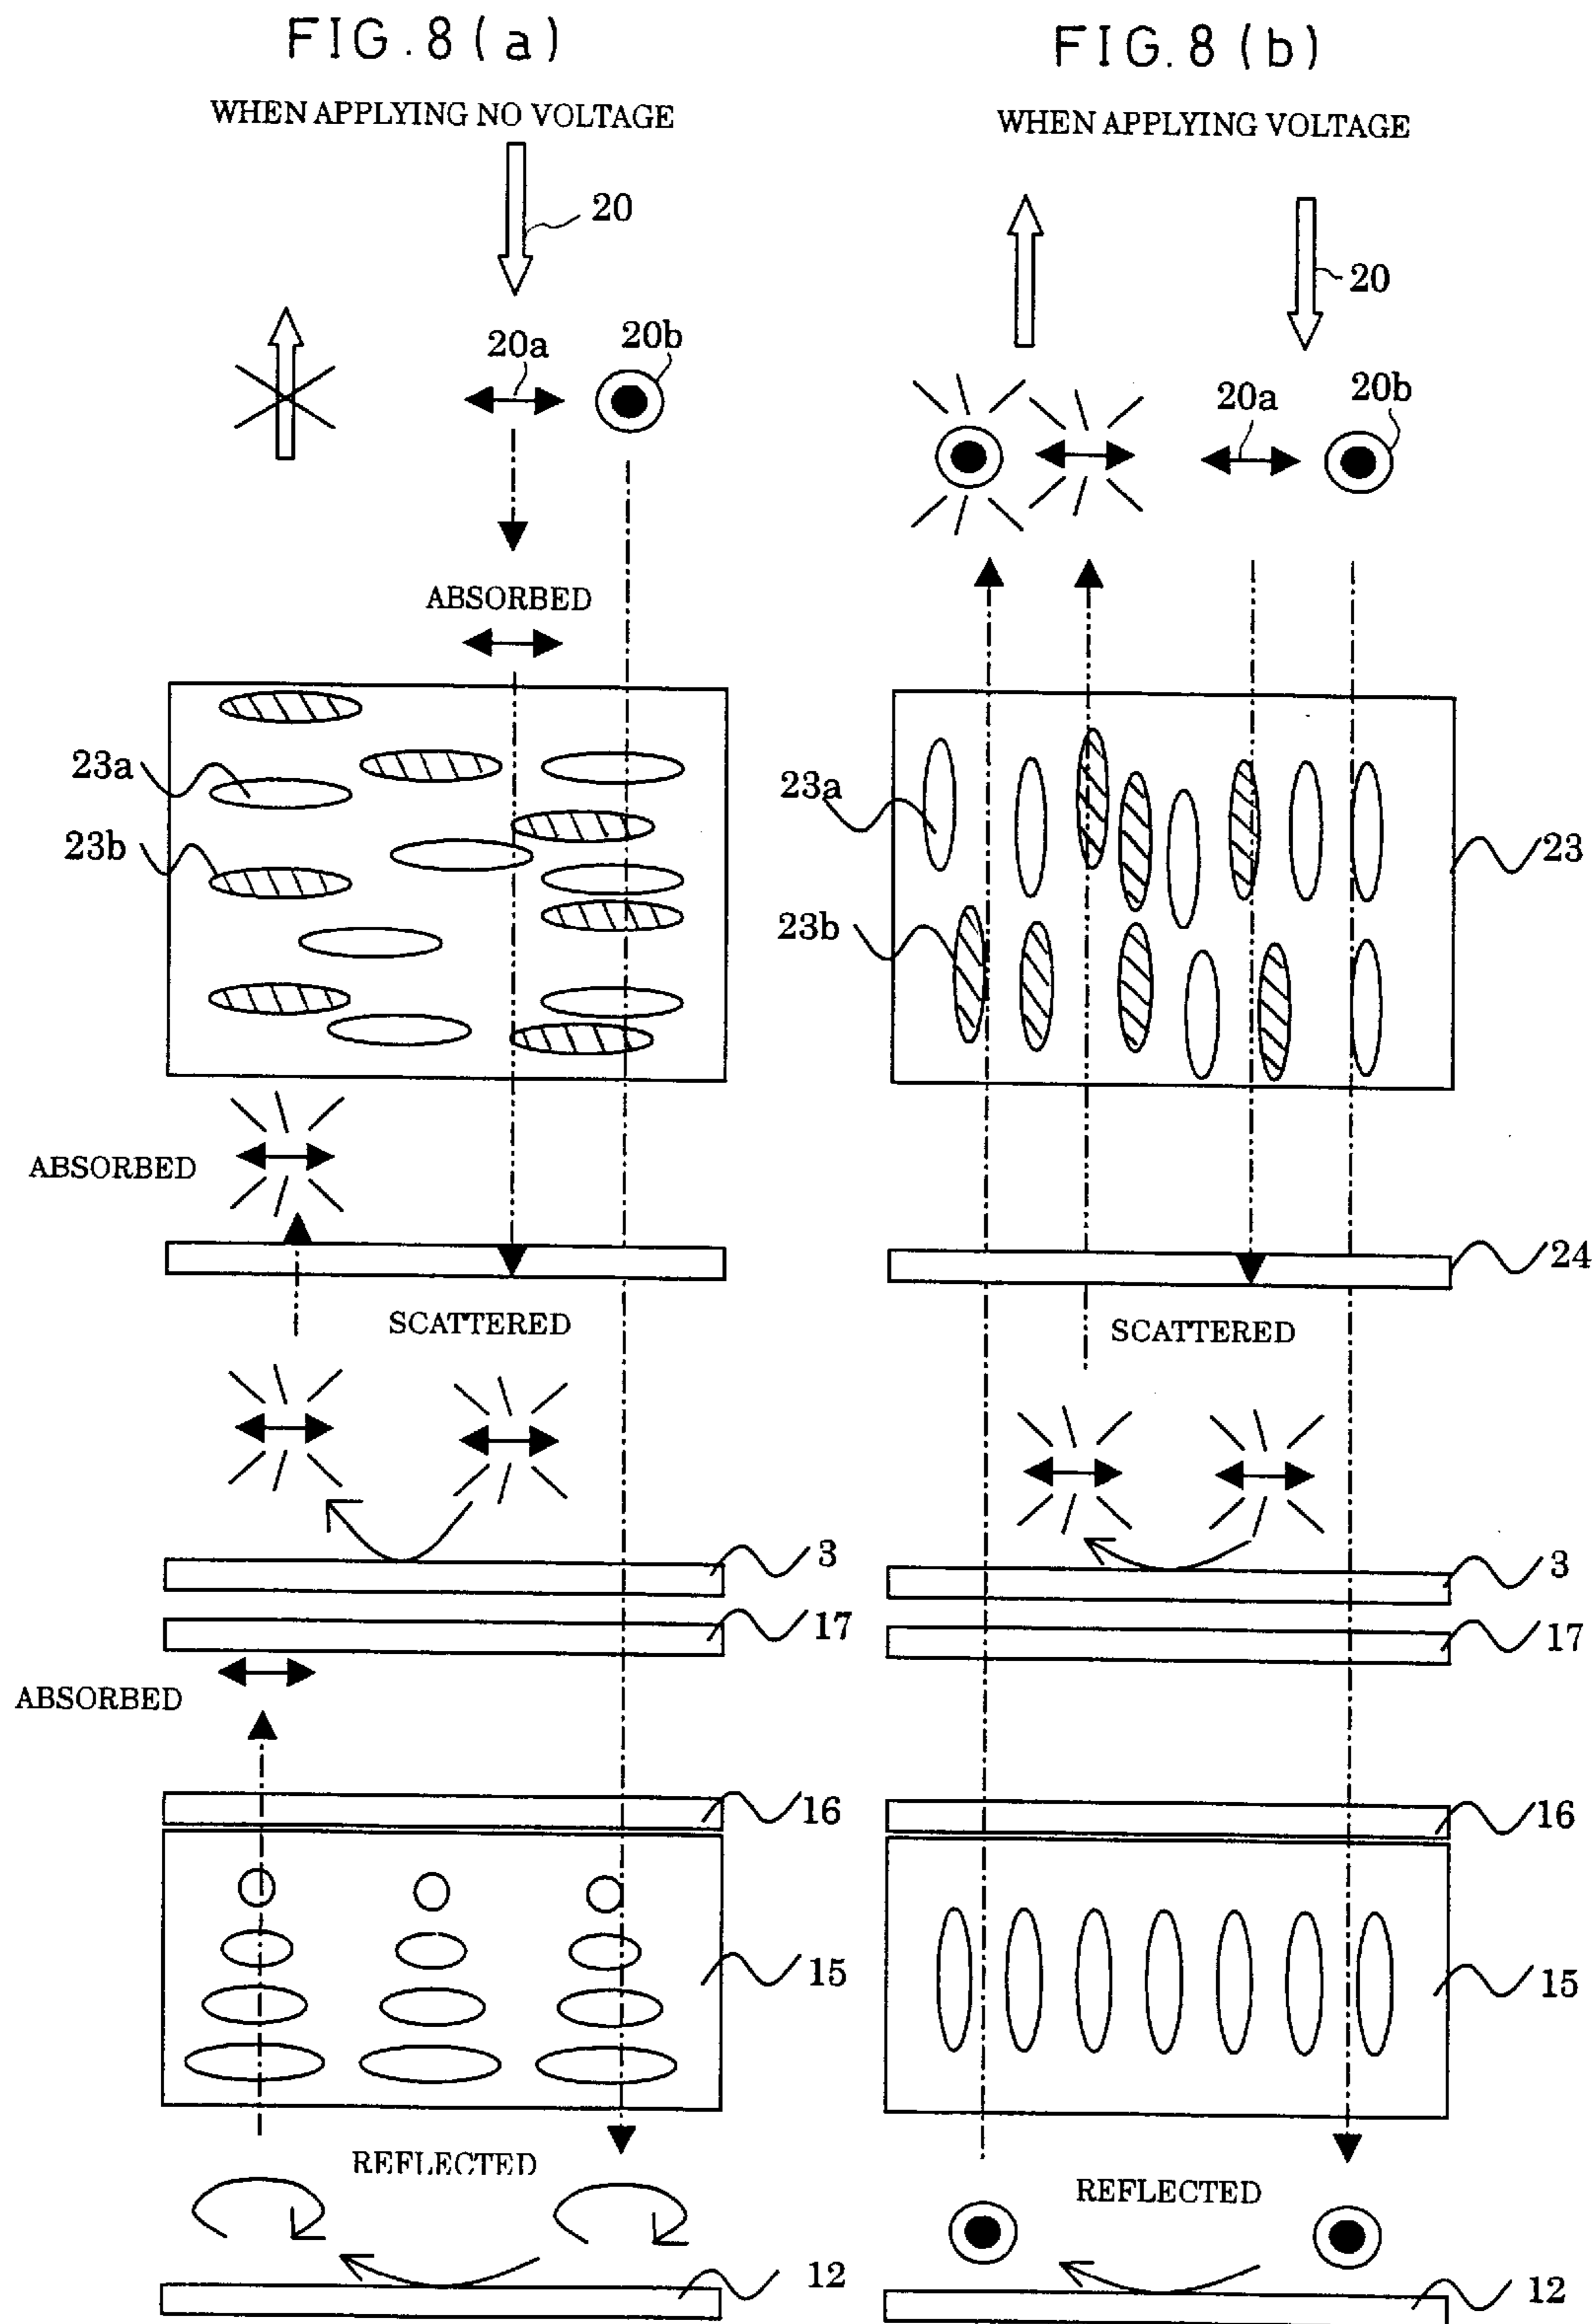 FIG.8(a)
WHEN APPLYING NO VOLTAGE
20
20a
20b
ABSORBED
23a
23b
ABSORBED
SCATTERED
3
17
ABSORBED
16
15
REFLECTED
12
FIG.8(b)
WHEN APPLYING VOLTAGE
20
20a
20b
23a
23
23b
24
SCATTERED
3
17
16
15
REFLECTED
12